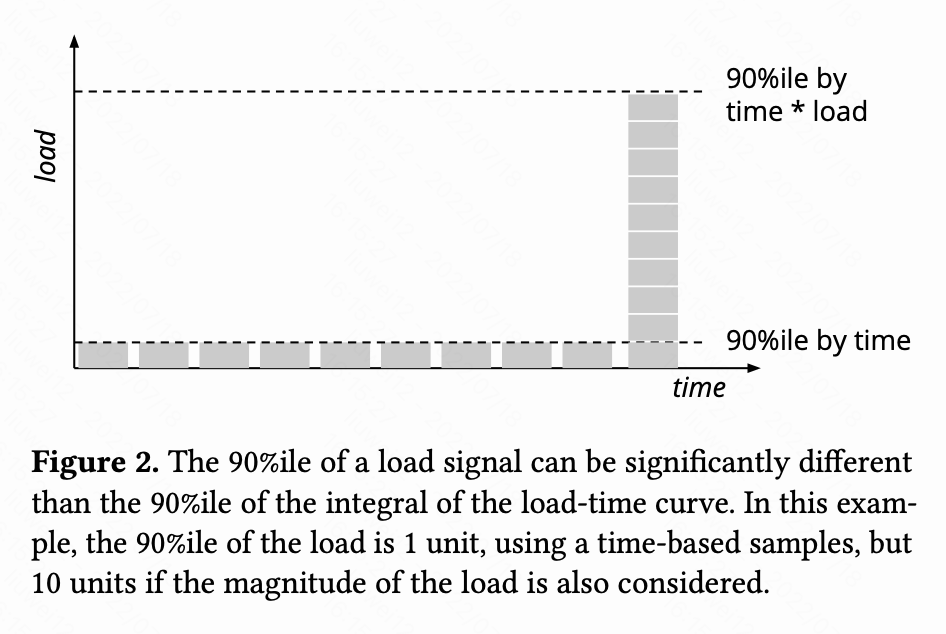 90%ile by
time * load
load
90%ile by time
time
Figure 2. The 90%ile of a load signal can be significantly different
than the 90%ile of the integral of the load-time curve. In this exam-
ple, the 90%ile of the load is 1 unit, using a time-based samples, but
10 units if the magnitude of the load is also considered.